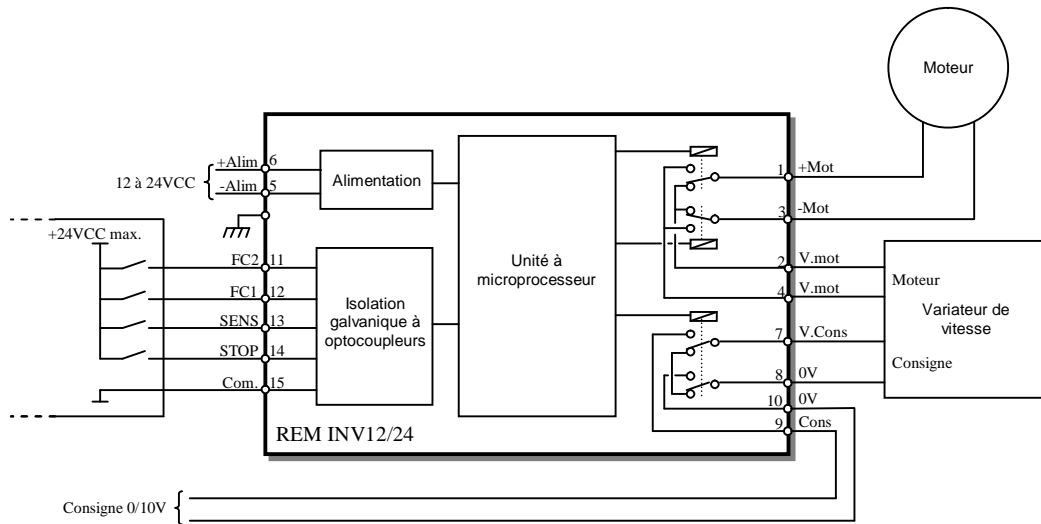 Moteur
+Alim
6
12 à 24VCC
-Alim
5
Alimentation
1
+Mot
3
-Mot
+24VCC max.
FC2
11
FC1
12
SENS
13
STOP
14
Com.
15
Isolation
galvanique à
optocoupleurs
Unité à
microprocesseur
2
V.mot
4
V.mot
7
V.Cons
8
0V
10
0V
9
Cons
Moteur
Variateur de
vitesse
Consigne
REM INV12/24
Consigne 0/10V